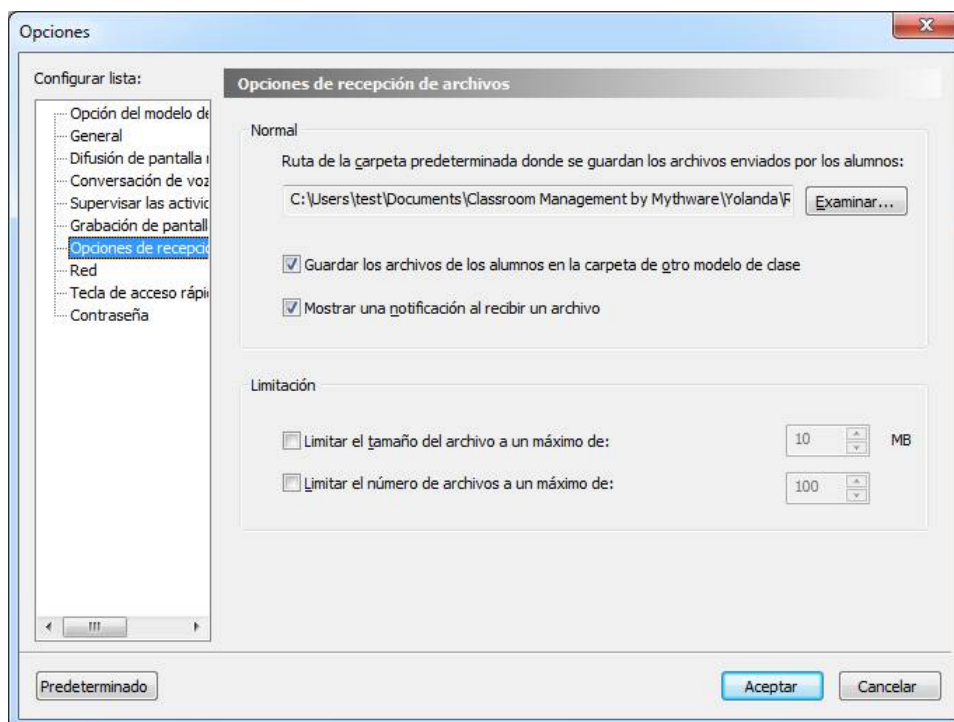 Opciones
Configurar lista:
Opción del modelo de
General
Difusión de pantalla
Conversación de voz
Supervisar las activid
Grabación de pantall
Opciones de recepci
Red
Tecla de acceso rápi
Contraseña
Opciones de recepción de archivos
Normal
Ruta de la carpeta predeterminada donde se guardan los archivos enviados por los alumnos:
C:\Users\test\Documents\Classroom Management by Mythware\Yolanda\F
Examinar...
Guardar los archivos de los alumnos en la carpeta de otro modelo de clase
Mostrar una notificación al recibir un archivo
Limitación
Limitar el tamaño del archivo a un máximo de:
10
MB
Limitar el número de archivos a un máximo de:
100
Predeterminado
Aceptar
Cancelar